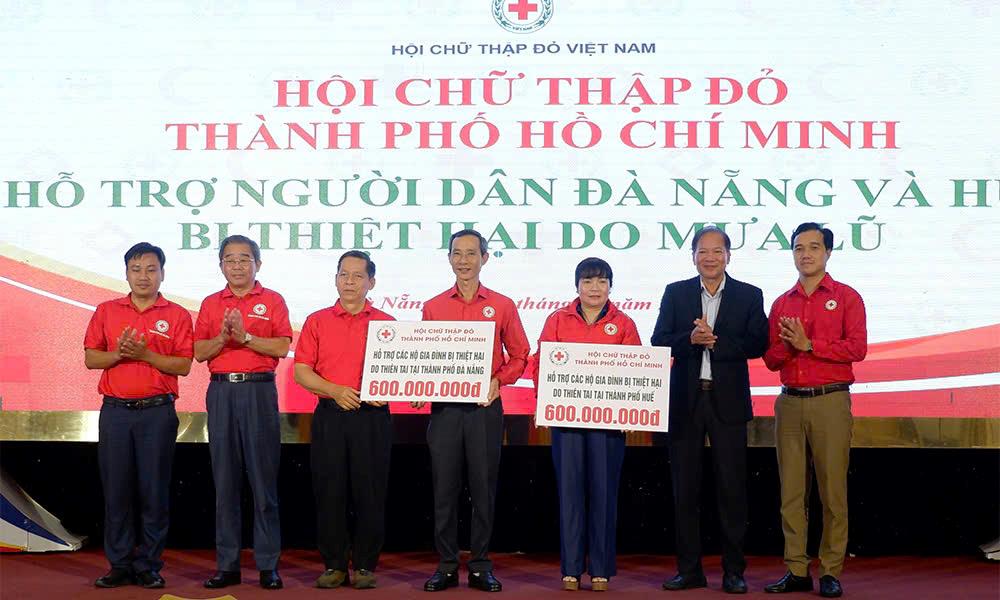 VIỆT NAM
HỘI CHỮ THẬP ĐỎ VIỆT NAM
HỘI CHỮ THẬP ĐỎ
THÀNH PHỐ HỒ CHÍ MINH
HỖ TRỢ NGƯỜI DÂN ĐÀ NẴNG VÀ
BỊ THIỆT HẠI DO MƯA LŨ
Nẵng tháng năm
HỘI CHỮ THẬP ĐỎ
THÀNH PHỐ HỒ CHÍ MINH
HỖ TRỢ CÁC HỘ GIA ĐÌNH BỊ THIỆT HẠI
DO THIÊN TAI TẠI THÀNH PHỐ ĐÀ NẴNG
600.000.000đ
HỘI CHỮ THẬP ĐỎ
THÀNH PHỐ HỒ CHÍ MINH
HỖ TRỢ CÁC HỘ GIA ĐÌNH BỊ THIỆT HẠI
DO THIÊN TAI TẠI THÀNH PHỐ HUẾ
600.000.000đ